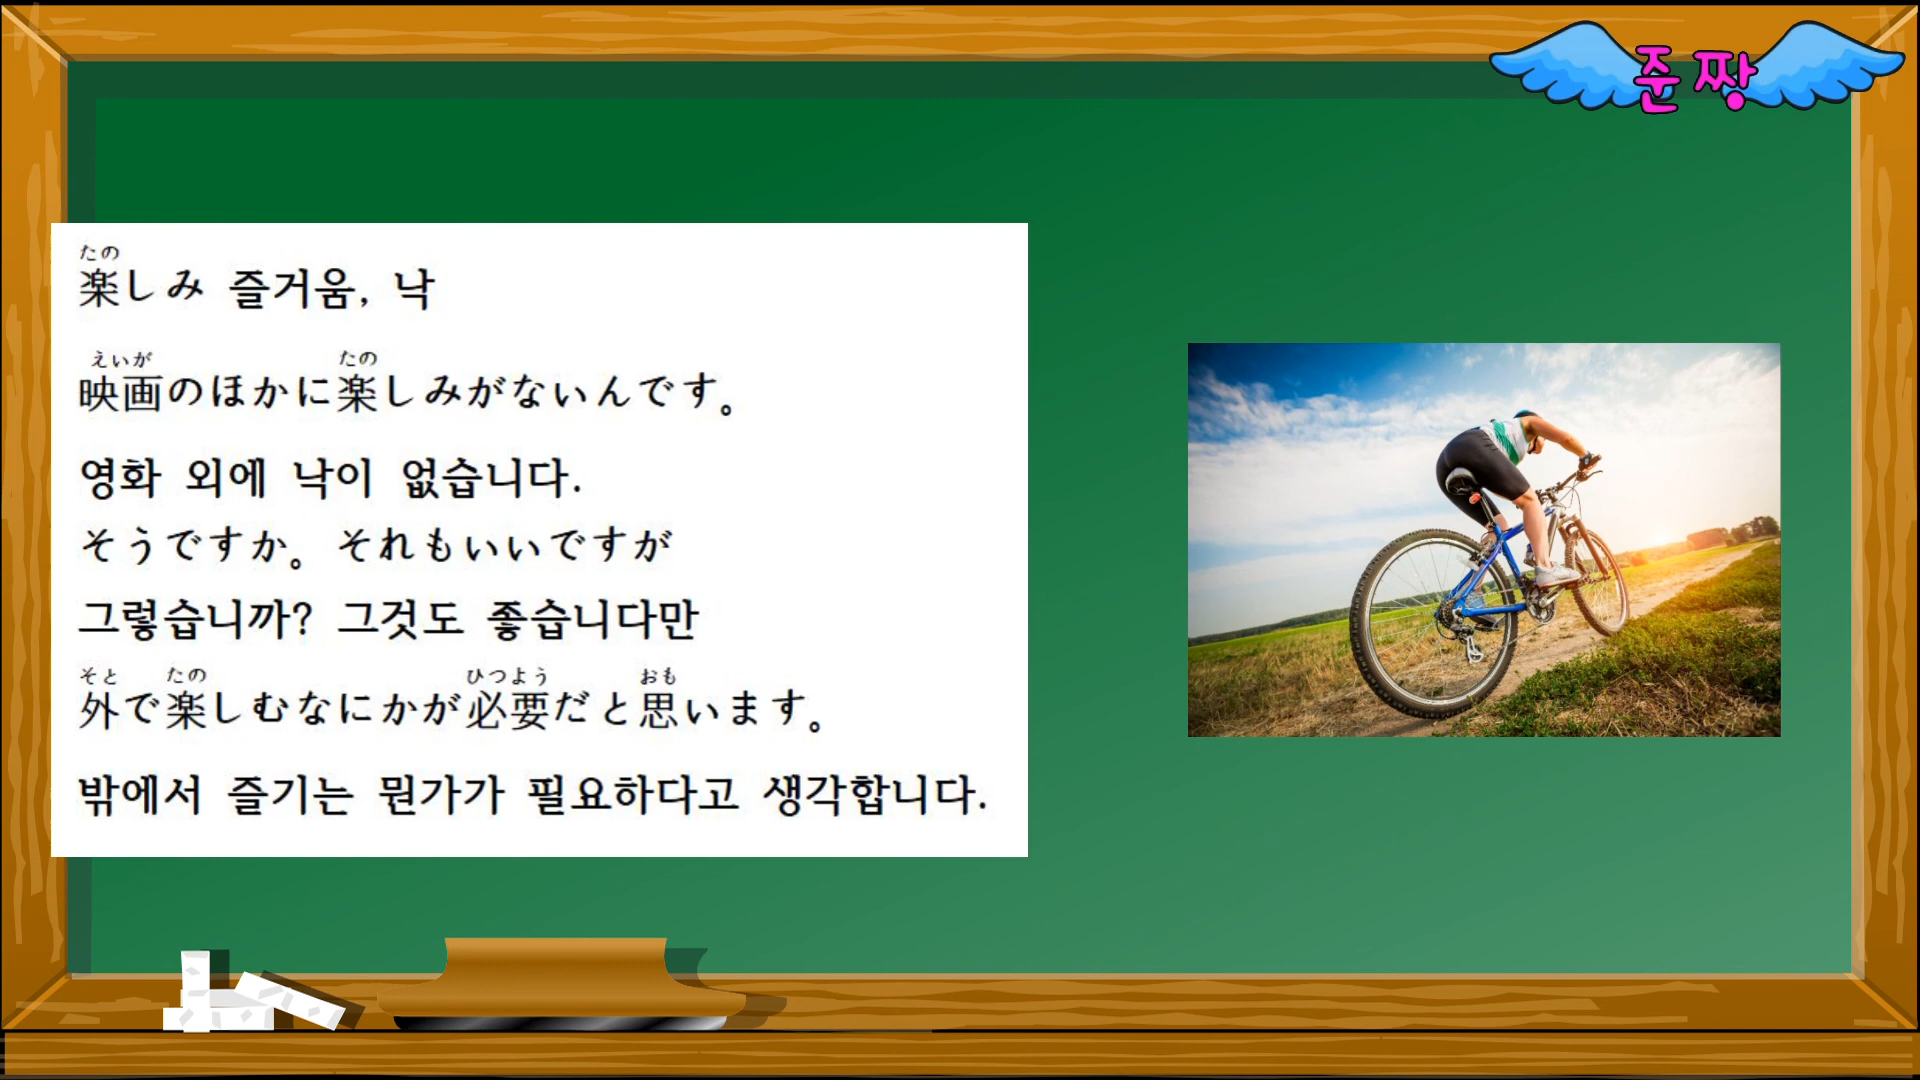 準짱
たの
楽しみ 즐거움, 낙
えいが たの
映画のほかに楽しみがないんです。
영화 외에 낙이 없습니다.
そうですか。それもいいですが
그렇습니까? 그것도 좋습니다만
そと たの ひつよう おも
外で楽しむなにかが必要だと思います。
밖에서 즐기는 뭔가가 필요하다고 생각합니다.